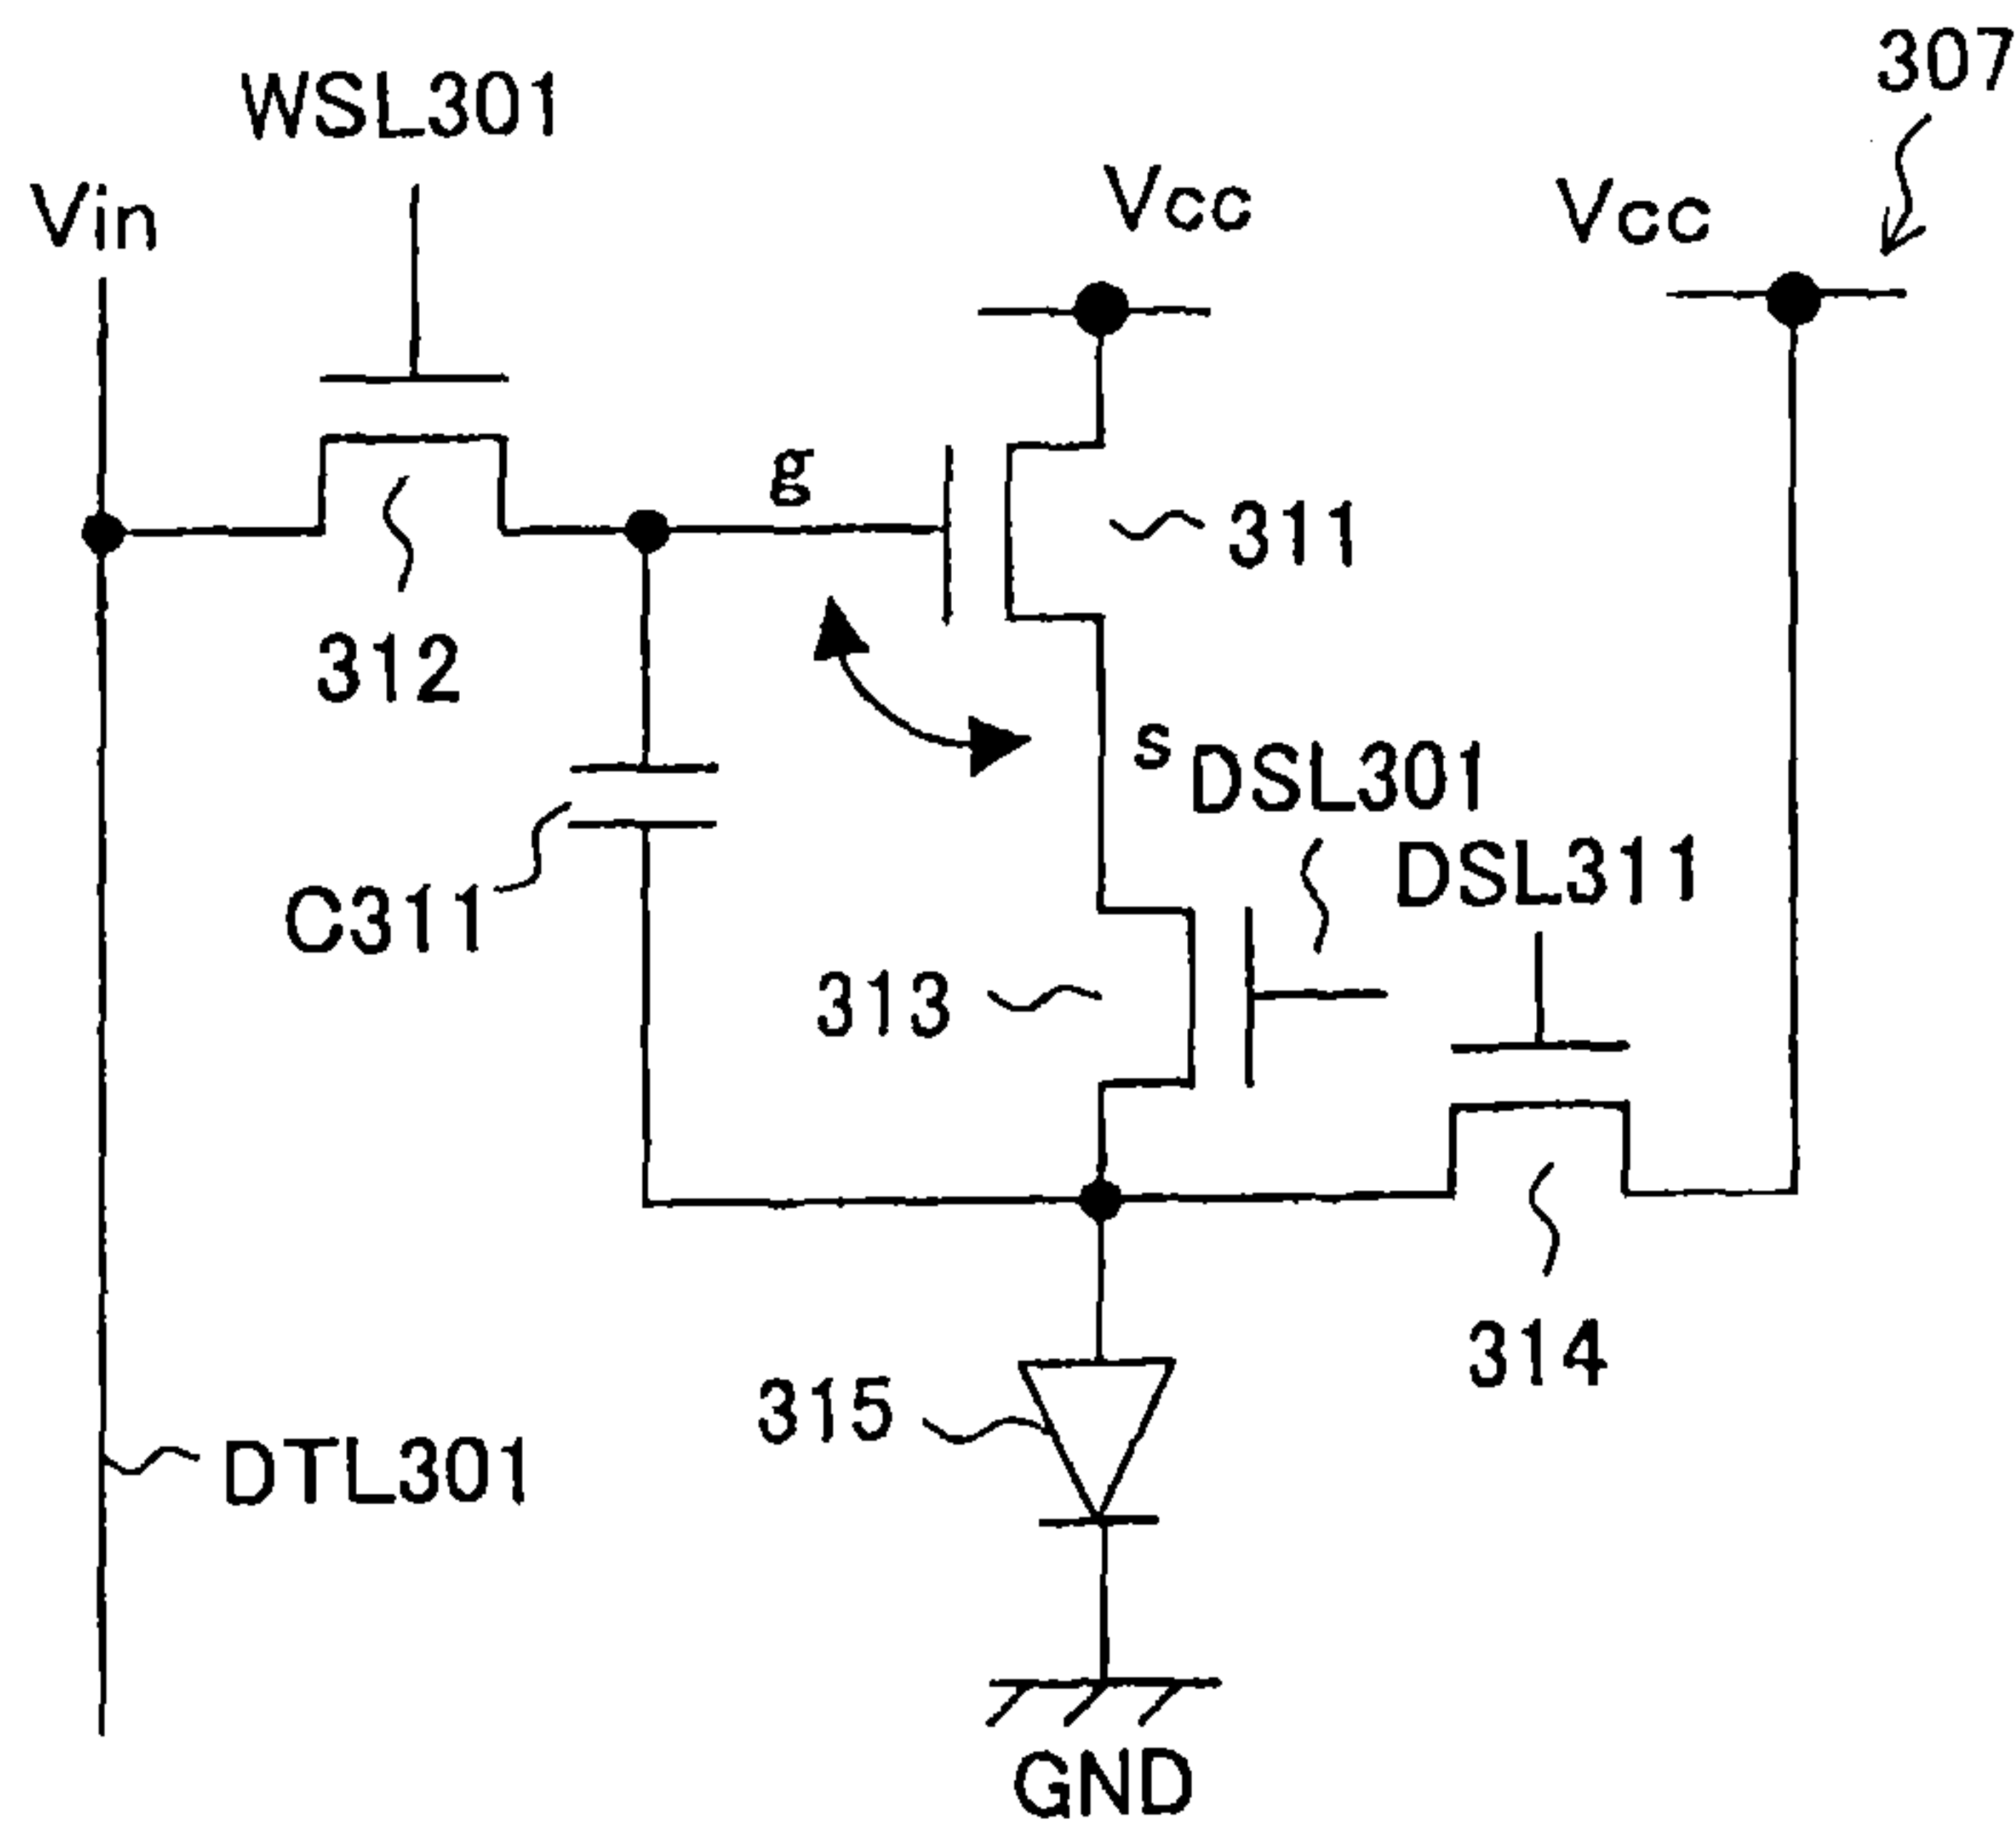 307
WSL301
Vin
Vcc
Vcc
g
311
312
s
DSL301
DSL311
C311
313
314
315
DTL301
GND